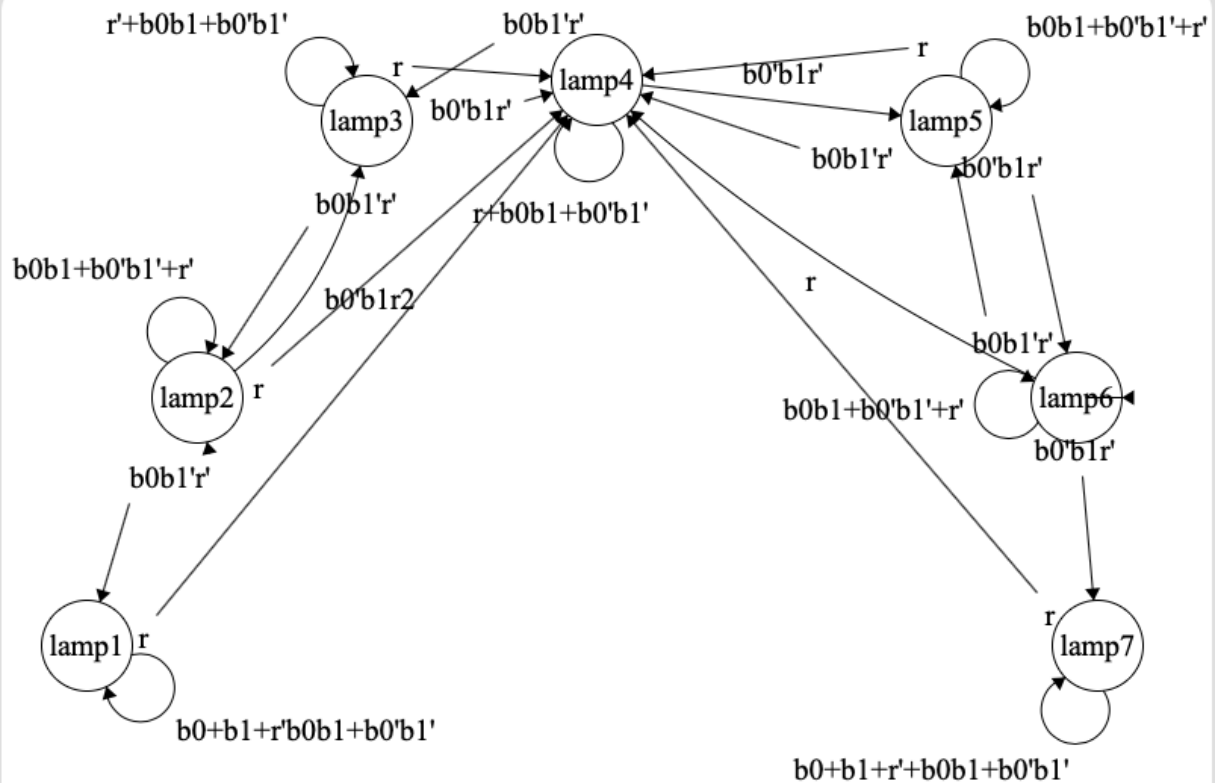 r'+b0b1+b0'b1'
b0b1'r'
b0b1+b0'b1'+r'
r
r
lamp4
b0'b1r'
lamp3
b0'b1r'
lamp5
b0b1'r'
b0'b1r'
b0b1'r'
r+b0b1+b0'b1'
b0b1+b0'b1'+r'
r
b0'b1r2
b0b1'r'
lamp2
r
lamp6
b0b1+b0'b1'+r'
b0'b1r'
b0b1'r'
r
lamp1
r
lamp7
b0+b1+r'b0b1+b0'b1'
b0+b1+r'+b0b1+b0'b1'